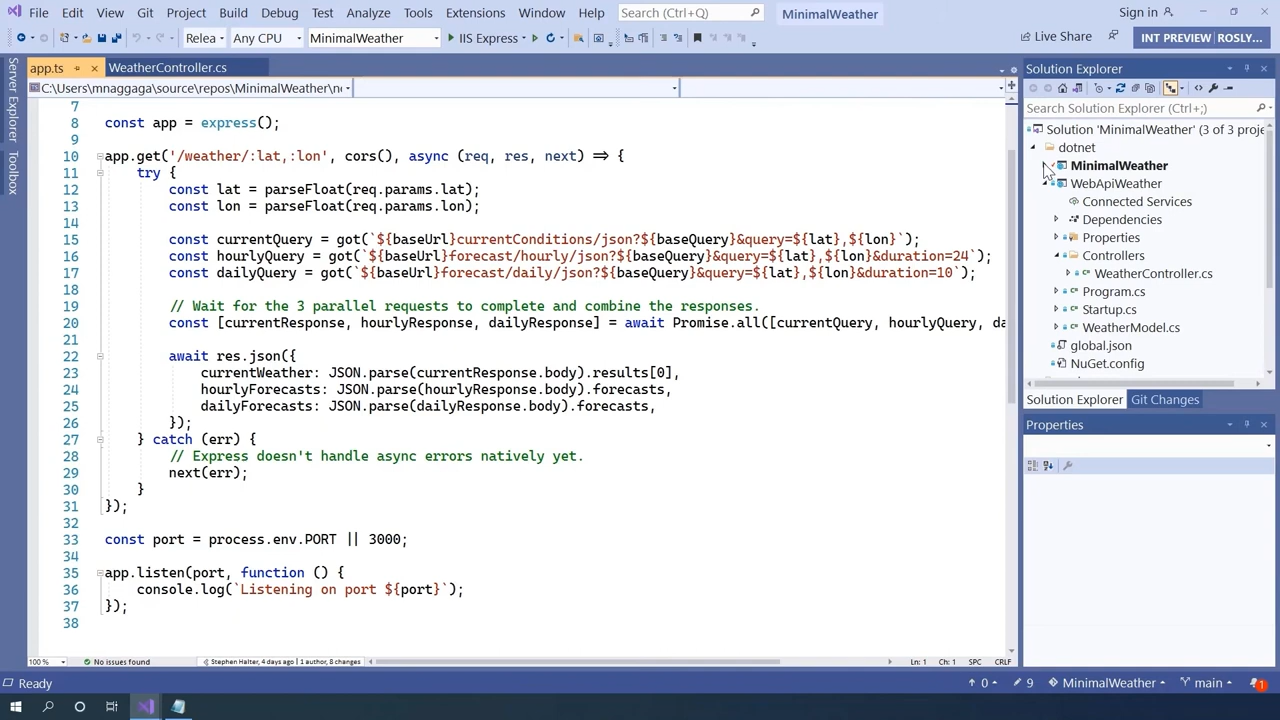 File Edit View Git Project Build Debug Test Analyze Tools Extensions Window Help Search (Ctrl+Q) MinimalWeather Sign in
Relea Any CPU MinimalWeather IIS Express Live Share INT PREVIEW | ROSLY...
Server Explorer
Toolbox
app.ts WeatherController.cs
C:\Users\mnaggaga\source\repos\MinimalWeather\n
7
8 const app = express();
9
10 app.get('/weather/:lat,:lon', cors(), async (req, res, next) => {
11 try {
12 const lat = parseFloat(req.params.lat);
13 const lon = parseFloat(req.params.lon);
14
15 const currentQuery = got(`${baseUrl}currentConditions/json?${baseQuery}&query=${lat},${lon}`);
16 const hourlyQuery = got(`${baseUrl}forecast/hourly/json?${baseQuery}&query=${lat},${lon}&duration=24`);
17 const dailyQuery = got(`${baseUrl}forecast/daily/json?${baseQuery}&query=${lat},${lon}&duration=10`);
18
19 // Wait for the 3 parallel requests to complete and combine the responses.
20 const [currentResponse, hourlyResponse, dailyResponse] = await Promise.all([currentQuery, hourlyQuery, da
21
22 await res.json({
23 currentWeather: JSON.parse(currentResponse.body).results[0],
24 hourlyForecasts: JSON.parse(hourlyResponse.body).forecasts,
25 dailyForecasts: JSON.parse(dailyResponse.body).forecasts,
26 });
27 } catch (err) {
28 // Express doesn't handle async errors natively yet.
29 next(err);
30 }
31 });
32
33 const port = process.env.PORT || 3000;
34
35 app.listen(port, function () {
36 console.log(`Listening on port ${port}`);
37 });
38
100 % No issues found Stephen Halter, 4 days ago | 1 author, 8 changes Ln: 1 Ch: 1 SPC CRLF
Solution Explorer
Search Solution Explorer (Ctrl+;)
Solution 'MinimalWeather' (3 of 3 proje
dotnet
MinimalWeather
WebApiWeather
Connected Services
Dependencies
Properties
Controllers
WeatherController.cs
Program.cs
Startup.cs
WeatherModel.cs
global.json
NuGet.config
Solution Explorer Git Changes
Properties
Ready 0 9 MinimalWeather main 1